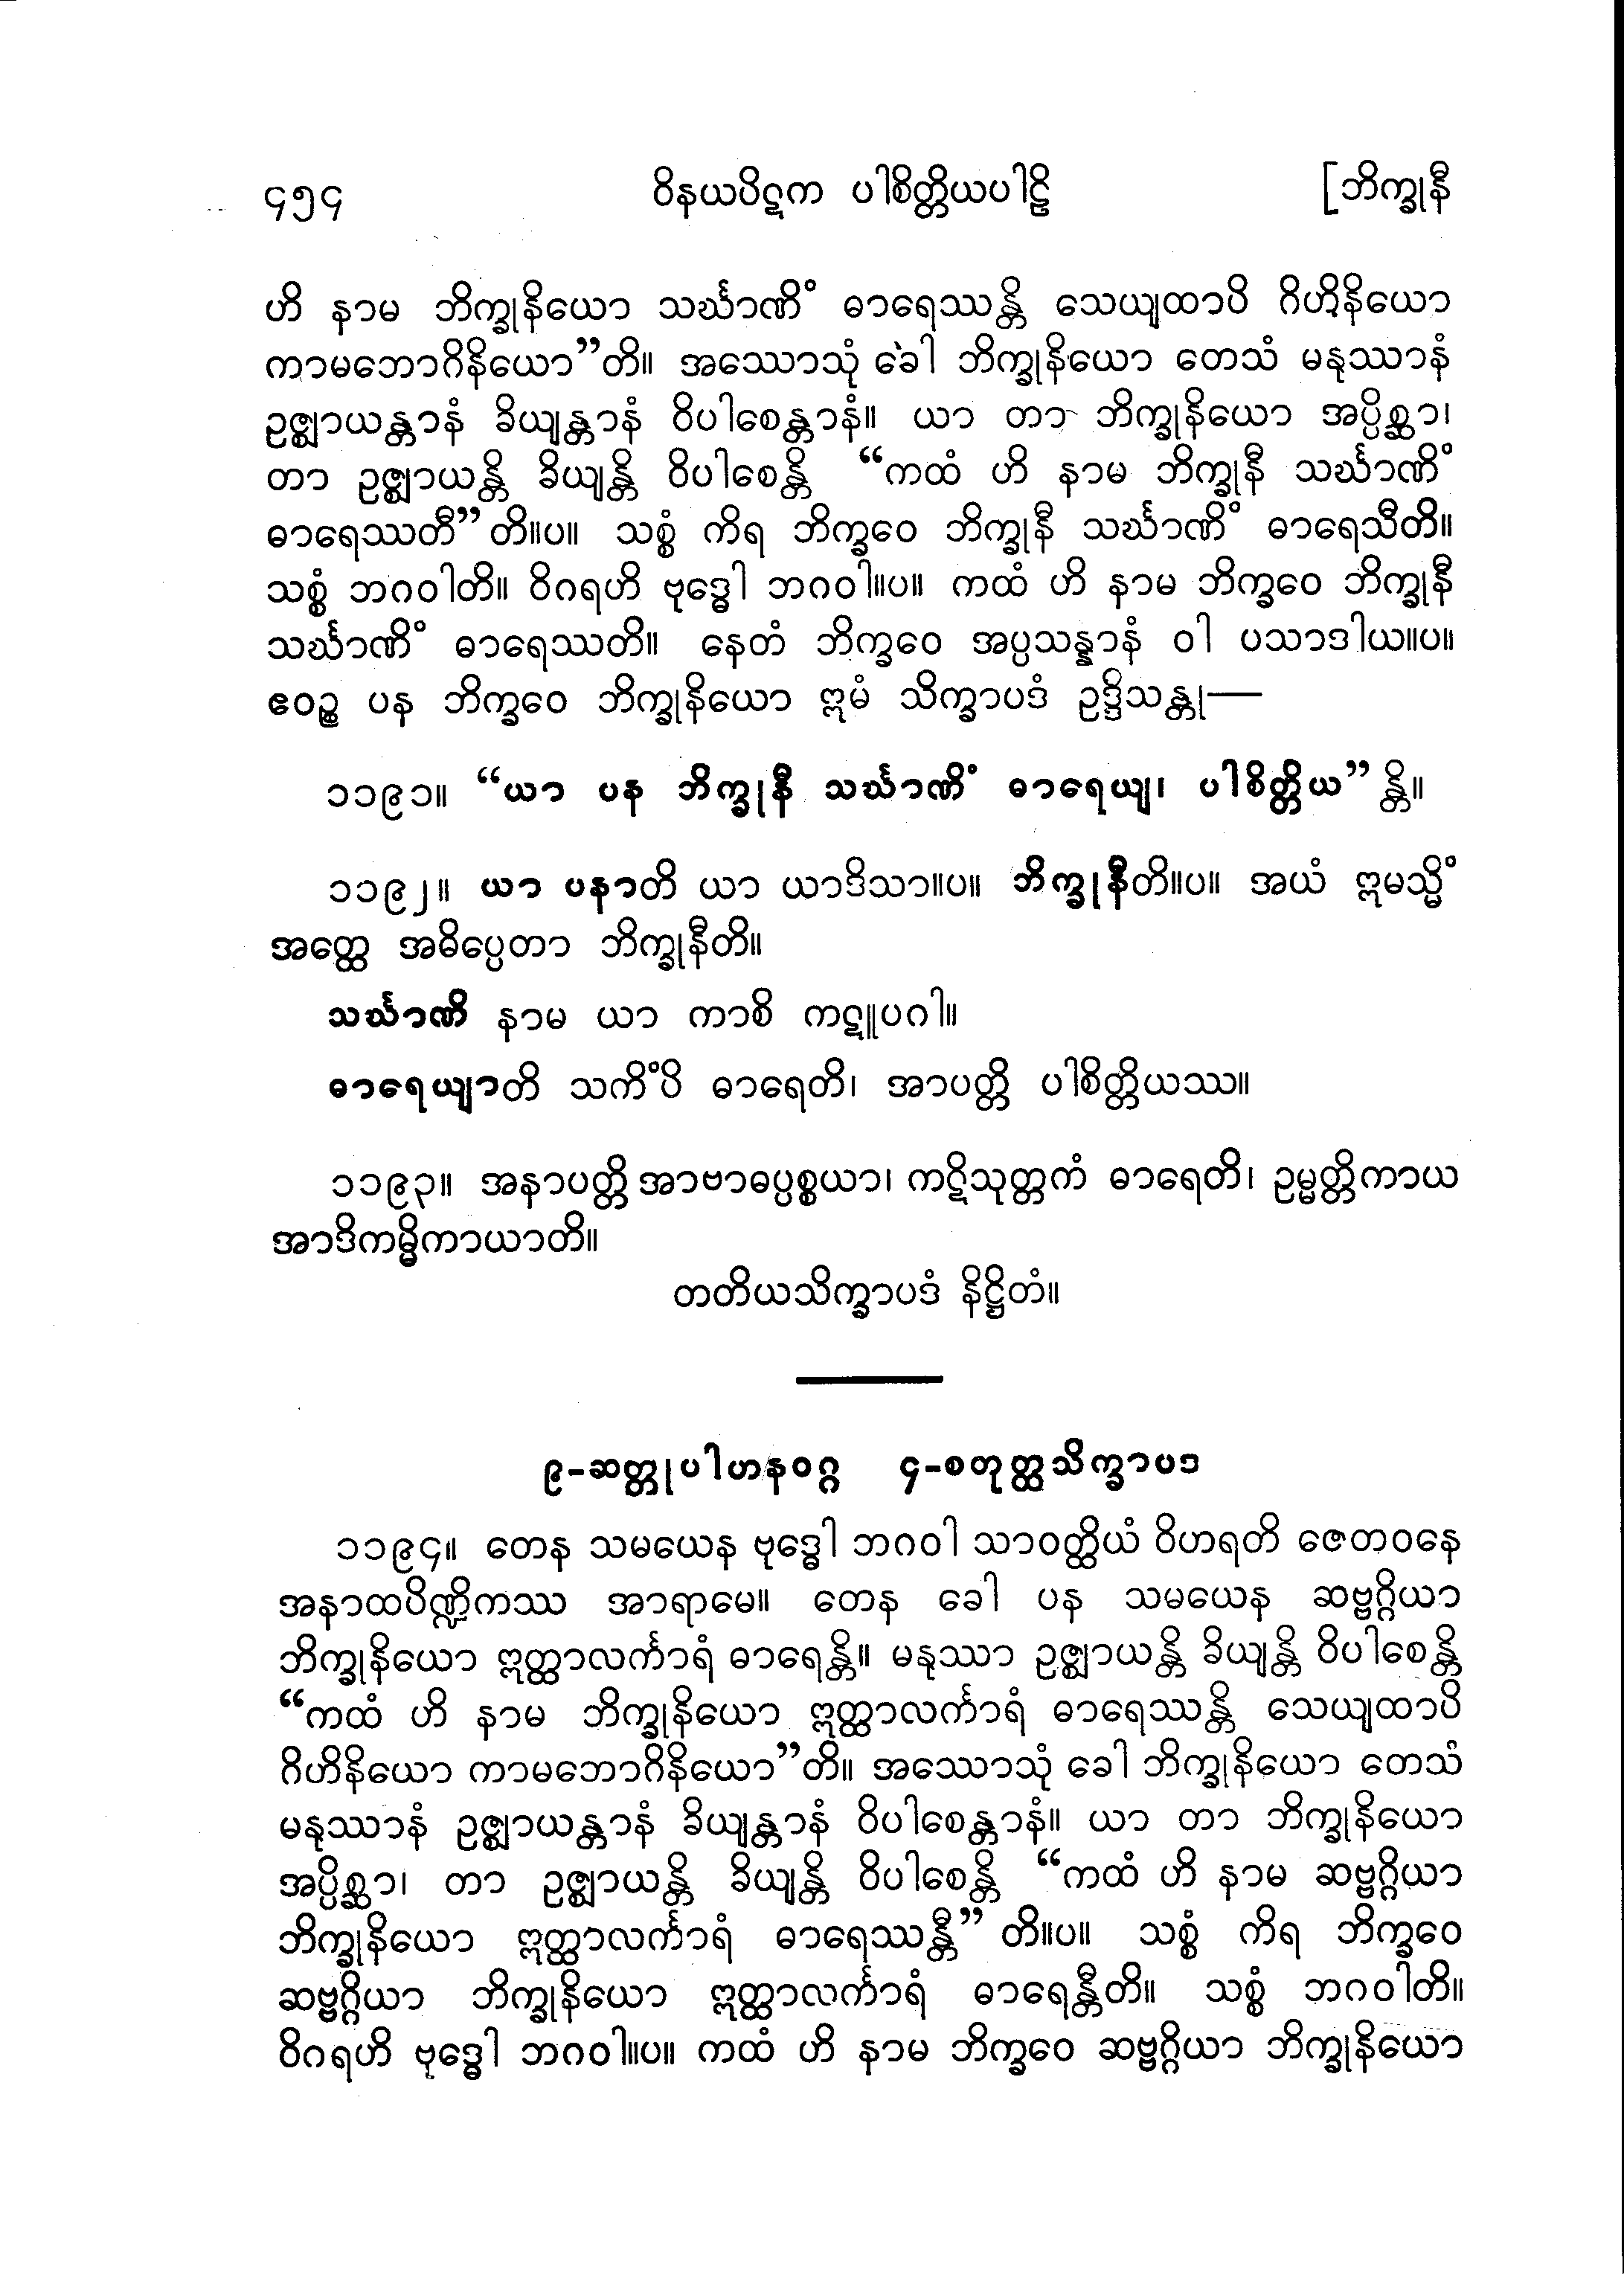 ၄၅၄ ဝိနယပိဋက ပါစိတ္တိယပါဠိ [ဘိက္ခုနီ
ဟိ နာမ ဘိက္ခုနိယော သင်္ဃာဏိံ ဓာရေဿန္တိ သေယျထာပိ ဂိဟိနိယော
ကာမဘောဂိနိယော”တိ။ အဿောသုံ ခေါ ဘိက္ခုနိယော တေသံ မနုဿာနံ
ဥဇ္ဈာယန္တာနံ ခိယျန္တာနံ ဝိပါစေန္တာနံ။ ယာ တာ ဘိက္ခုနိယော အပ္ပိစ္ဆာ၊
တာ ဥဇ္ဈာယန္တိ ခိယျန္တိ ဝိပါစေန္တိ “ကထံ ဟိ နာမ ဘိက္ခုနီ သင်္ဃာဏိံ
ဓာရေဿတီ”တိ။ပ။ သစ္စံ ကိရ ဘိက္ခဝေ ဘိက္ခုနီ သင်္ဃာဏိံ ဓာရေသီတိ။
သစ္စံ ဘဂဝါတိ။ ဝိဂရဟိ ဗုဒ္ဓေါ ဘဂဝါ။ပ။ ကထံ ဟိ နာမ ဘိက္ခဝေ ဘိက္ခုနီ
သင်္ဃာဏိံ ဓာရေဿတိ။ နေတံ ဘိက္ခဝေ အပ္ပသန္နာနံ ဝါ ပသာဒါယ။ပ။
ဧဝဉ္စ ပန ဘိက္ခဝေ ဘိက္ခုနိယော ဣမံ သိက္ခာပဒံ ဥဒ္ဒိသန္တု—
၁၁၉၁။ “ယာ ပန ဘိက္ခုနီ သင်္ဃာဏိံ ဓာရေယျ၊ ပါစိတ္တိယ”န္တိ။
၁၁၉၂။ ယာ ပနာတိ ယာ ယာဒိသာ။ပ။ ဘိက္ခုနီတိ။ပ။ အယံ ဣမသ္မိံ
အတ္ထေ အဓိပ္ပေတာ ဘိက္ခုနီတိ။
သင်္ဃာဏိ နာမ ယာ ကာစိ ကဋူပဂါ။
ဓာရေယျာတိ သကိံပိ ဓာရေတိ၊ အာပတ္တိ ပါစိတ္တိယဿ။
၁၁၉၃။ အနာပတ္တိ အာဗာဓပ္ပစ္စယာ၊ ကဋိသုတ္တကံ ဓာရေတိ၊ ဥမ္မတ္တိကာယ
အာဒိကမ္မိကာယာတိ။
တတိယသိက္ခာပဒံ နိဋ္ဌိတံ။
၉-ဆတ္တုပါဟနဝဂ္ဂ ၄-စတုတ္ထသိက္ခာပဒ
၁၁၉၄။ တေန သမယေန ဗုဒ္ဓေါ ဘဂဝါ သာဝတ္ထိယံ ဝိဟရတိ ဇေတဝနေ
အနာထပိဏ္ဍိကဿ အာရာမေ။ တေန ခေါ ပန သမယေန ဆဗ္ဗဂ္ဂိယာ
ဘိက္ခုနိယော ဣတ္ထာလင်္ကာရံ ဓာရေန္တိ။ မနုဿာ ဥဇ္ဈာယန္တိ ခိယျန္တိ ဝိပါစေန္တိ
“ကထံ ဟိ နာမ ဘိက္ခုနိယော ဣတ္ထာလင်္ကာရံ ဓာရေဿန္တိ သေယျထာပိ
ဂိဟိနိယော ကာမဘောဂိနိယော”တိ။ အဿောသုံ ခေါ ဘိက္ခုနိယော တေသံ
မနုဿာနံ ဥဇ္ဈာယန္တာနံ ခိယျန္တာနံ ဝိပါစေန္တာနံ။ ယာ တာ ဘိက္ခုနိယော
အပ္ပိစ္ဆာ၊ တာ ဥဇ္ဈာယန္တိ ခိယျန္တိ ဝိပါစေန္တိ “ကထံ ဟိ နာမ ဆဗ္ဗဂ္ဂိယာ
ဘိက္ခုနိယော ဣတ္ထာလင်္ကာရံ ဓာရေဿန္တီ”တိ။ပ။ သစ္စံ ကိရ ဘိက္ခဝေ
ဆဗ္ဗဂ္ဂိယာ ဘိက္ခုနိယော ဣတ္ထာလင်္ကာရံ ဓာရေန္တီတိ။ သစ္စံ ဘဂဝါတိ။
ဝိဂရဟိ ဗုဒ္ဓေါ ဘဂဝါ။ပ။ ကထံ ဟိ နာမ ဘိက္ခဝေ ဆဗ္ဗဂ္ဂိယာ ဘိက္ခုနိယော